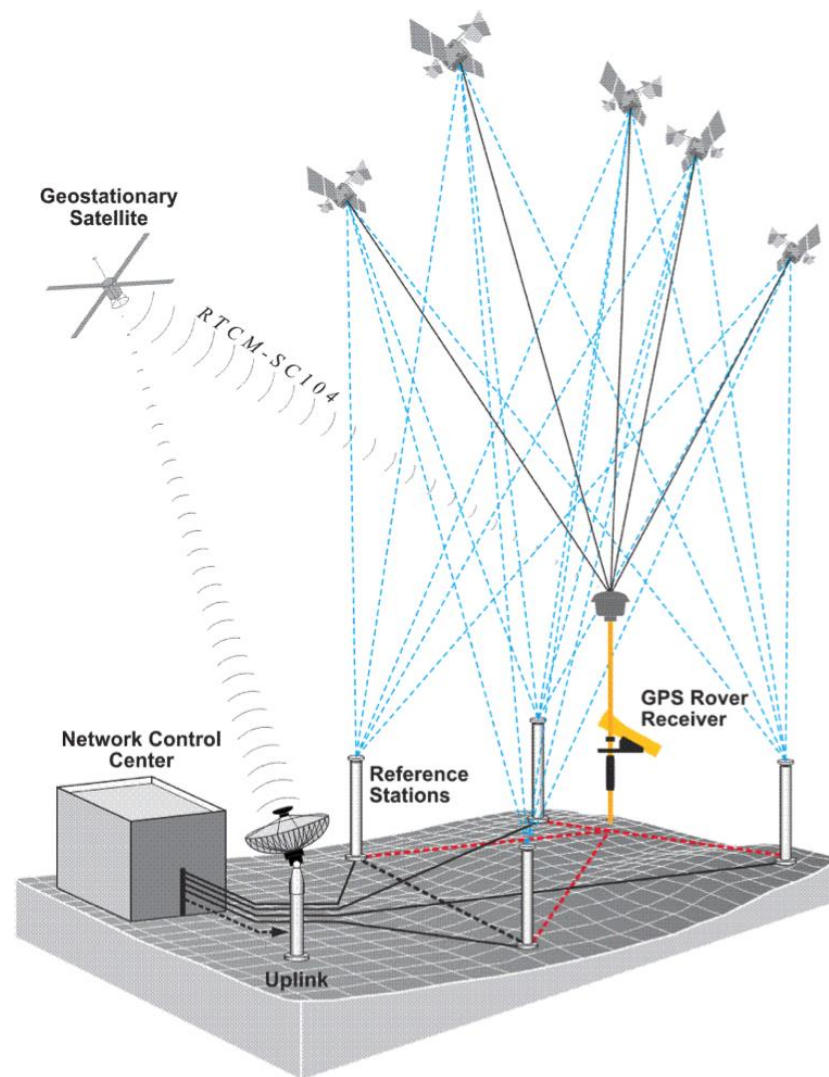 Geostationary
Satellite
RTCM-SC104
GPS Rover
Receiver
Network Control
Center
Reference
Stations
Uplink